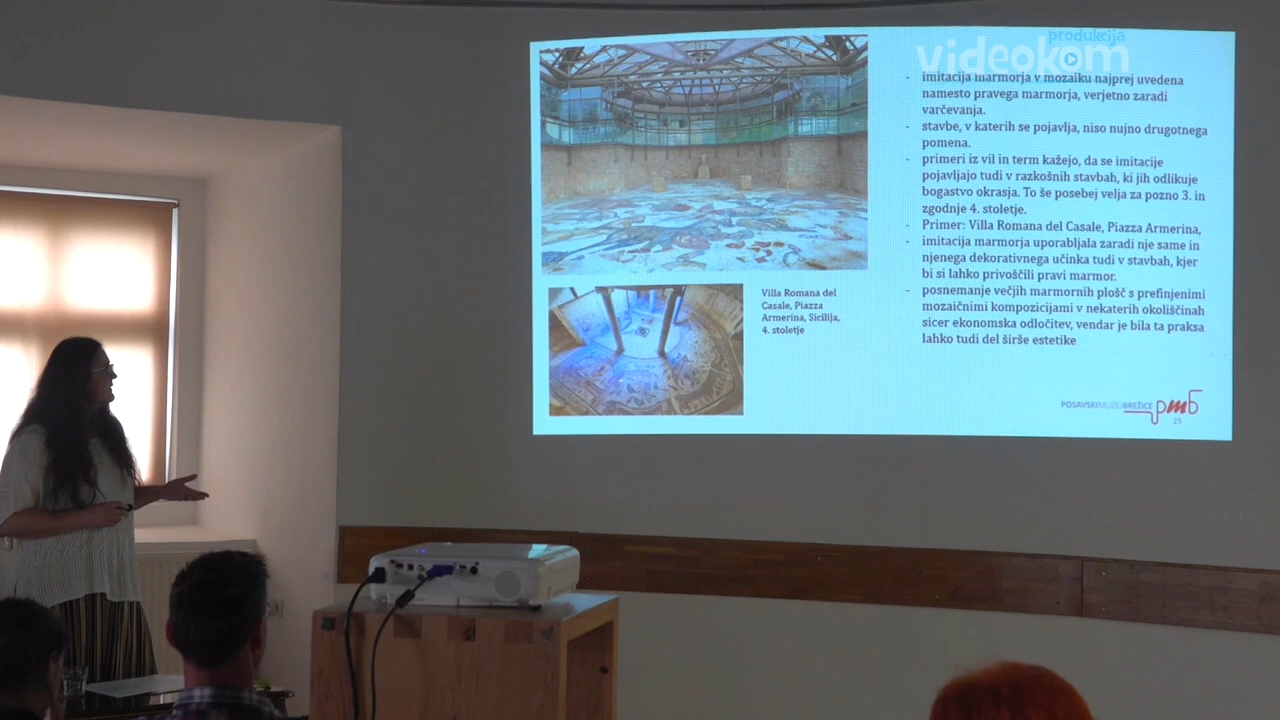 produkcija
videokom
- imitacija marmorja v mozaiku najprej uvedena
namesto pravega marmorja, verjetno zaradi
varčevanja.
- stavbe, v katerih se pojavlja, niso nujno drugotnega
pomena.
- primeri iz vil in term kažejo, da se imitacije
pojavljajo tudi v razkošnih stavbah, ki jih odlikuje
bogastvo okrasja. To še posebej velja za pozno 3. in
zgodnje 4. stoletje.
- Primer: Villa Romana del Casale, Piazza Armerina,
- imitacija marmorja uporabljala zaradi nje same in
njenega dekorativnega učinka tudi v stavbah, kjer
bi si lahko privoščili pravi marmor.
- posnemanje večjih marmornih plošč s prefinjenimi
mozaičnimi kompozicijami v nekaterih okoliščinah
sicer ekonomska odločitev, vendar je bila ta praksa
lahko tudi del širše estetike
Villa Romana del
Casale, Piazza
Armerina, Sicilija,
4. stoletje
POSAVSKIMUZEJBREŽICE pmb
25